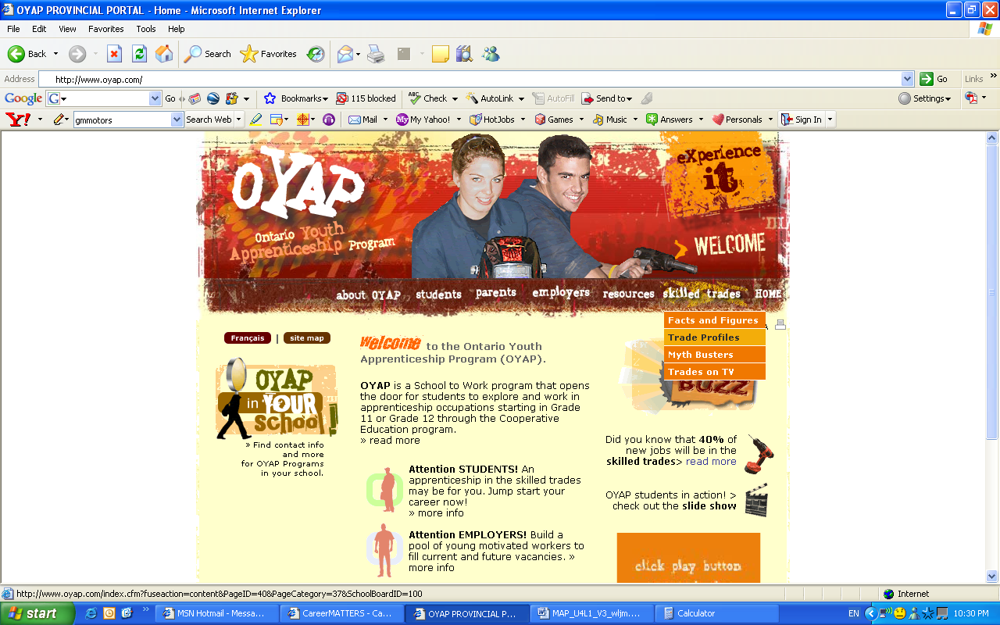 OYAP PROVINCIAL PORTAL - Home - Microsoft Internet Explorer
File Edit View Favorites Tools Help
Back Search Favorites
Address http://www.oyap.com/ Go Links »
Google G Go Bookmarks 115 blocked ABC Check AutoLink AutoFill Send to Settings
Y! gmmotors Search Web Mail My Yahoo! HotJobs Games Music Answers Personals Sign In
eXperience
it
OYAP
Ontario Youth
Apprenticeship Program
WELCOME
about OYAP students parents employers resources skilled trades HOME
Facts and Figures
Trade Profiles
Myth Busters
Trades on TV
Français | site map
welcome to the Ontario Youth
Apprenticeship Program (OYAP).
OYAP
in YOUR
school!
» Find contact info
and more
for OYAP Programs
in your school.
OYAP is a School to Work program that opens
the door for students to explore and work in
apprenticeship occupations starting in Grade
11 or Grade 12 through the Cooperative
Education program.
» read more
Attention STUDENTS! An
apprenticeship in the skilled trades
may be for you. Jump start your
career now!
» more info
Attention EMPLOYERS! Build a
pool of young motivated workers to
fill current and future vacancies. »
more info
BUZZ
Did you know that 40% of
new jobs will be in the
skilled trades> read more
OYAP students in action! >
check out the slide show
click play button
http://www.oyap.com/index.cfm?fuseaction=content&PageID=40&PageCategory=37&SchoolBoardID=100 Internet
start » MSN Hotmail - Messa... CareerMATTERS - Ca... OYAP PROVINCIAL P... MAP_U4L1_V3_wljm.... Calculator EN 10:30 PM